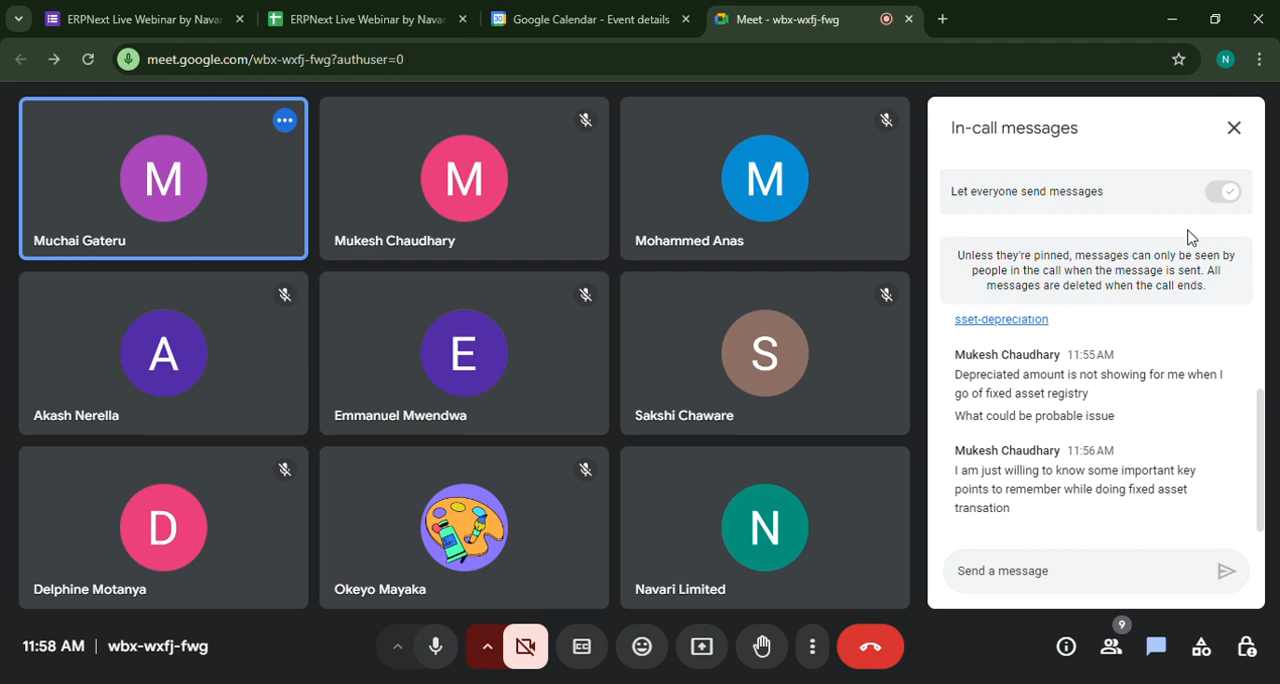 ERPNext Live Webinar by Navar
ERPNext Live Webinar by Navar
Google Calendar - Event details
Meet - wbx-wxfj-fwg
meet.google.com/wbx-wxfj-fwg?authuser=0
N
M
Muchai Gateru
M
Mukesh Chaudhary
M
Mohammed Anas
A
Akash Nerella
E
Emmanuel Mwendwa
S
Sakshi Chaware
D
Delphine Motanya
Okeyo Mayaka
N
Navari Limited
In-call messages
Let everyone send messages
Unless they're pinned, messages can only be seen by
people in the call when the message is sent. All
messages are deleted when the call ends.
sset-depreciation
Mukesh Chaudhary 11:55 AM
Depreciated amount is not showing for me when I
go of fixed asset registry
What could be probable issue
Mukesh Chaudhary 11:56 AM
I am just willing to know some important key
points to remember while doing fixed asset
transation
Send a message
11:58 AM | wbx-wxfj-fwg
CC
9